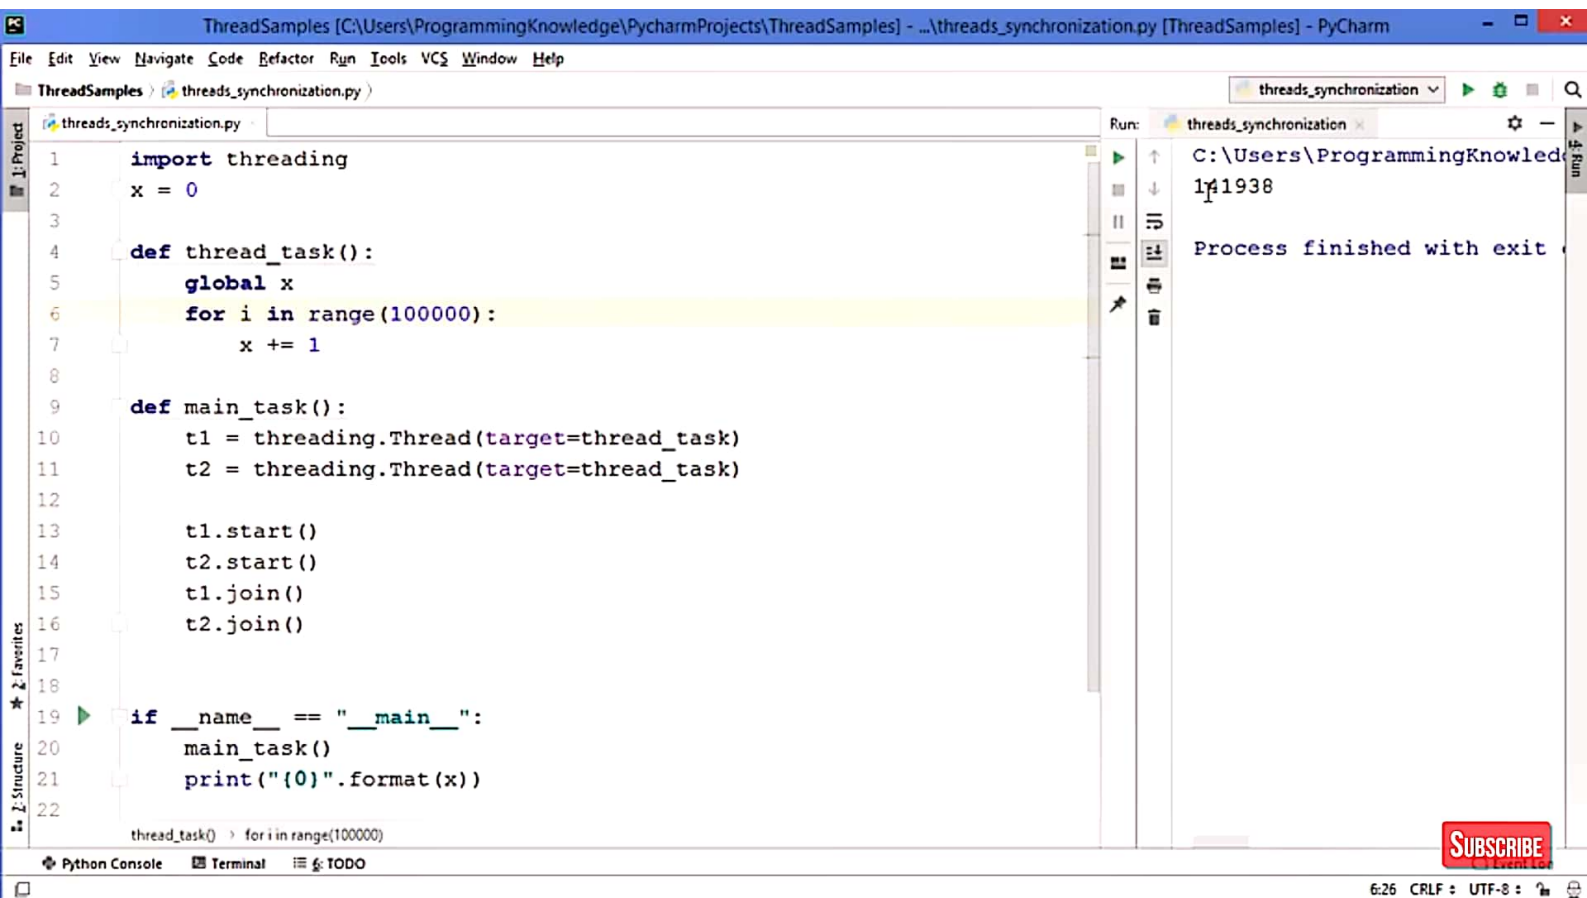 PC ThreadSamples [C:\Users\ProgrammingKnowledge\PycharmProjects\ThreadSamples] - ...\threads_synchronization.py [ThreadSamples] - PyCharm
File Edit View Navigate Code Refactor Run Tools VCS Window Help
ThreadSamples threads_synchronization.py threads_synchronization
threads_synchronization.py
1 import threading
2 x = 0
3
4 def thread_task():
5 global x
6 for i in range(100000):
7 x += 1
8
9 def main_task():
10 t1 = threading.Thread(target=thread_task)
11 t2 = threading.Thread(target=thread_task)
12
13 t1.start()
14 t2.start()
15 t1.join()
16 t2.join()
17
18
19 if __name__ == "__main__":
20 main_task()
21 print("{0}".format(x))
22
thread_task() for i in range(100000)
Run: threads_synchronization
C:\Users\ProgrammingKnowled
141938
Process finished with exit
1: Project
2: Favorites
7: Structure
4: Run
SUBSCRIBE
Python Console Terminal 6: TODO Event Log
6:26 CRLF UTF-8